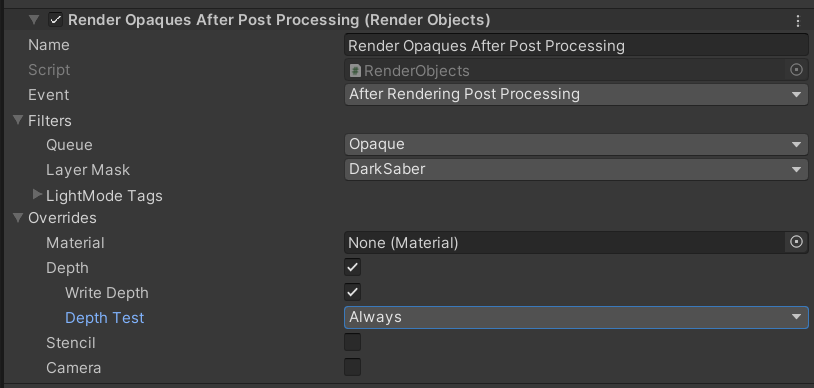 Render Opaques After Post Processing (Render Objects)
Name Render Opaques After Post Processing
Script RenderObjects
Event After Rendering Post Processing
Filters
Queue Opaque
Layer Mask DarkSaber
LightMode Tags
Overrides
Material None (Material)
Depth
Write Depth
Depth Test Always
Stencil
Camera